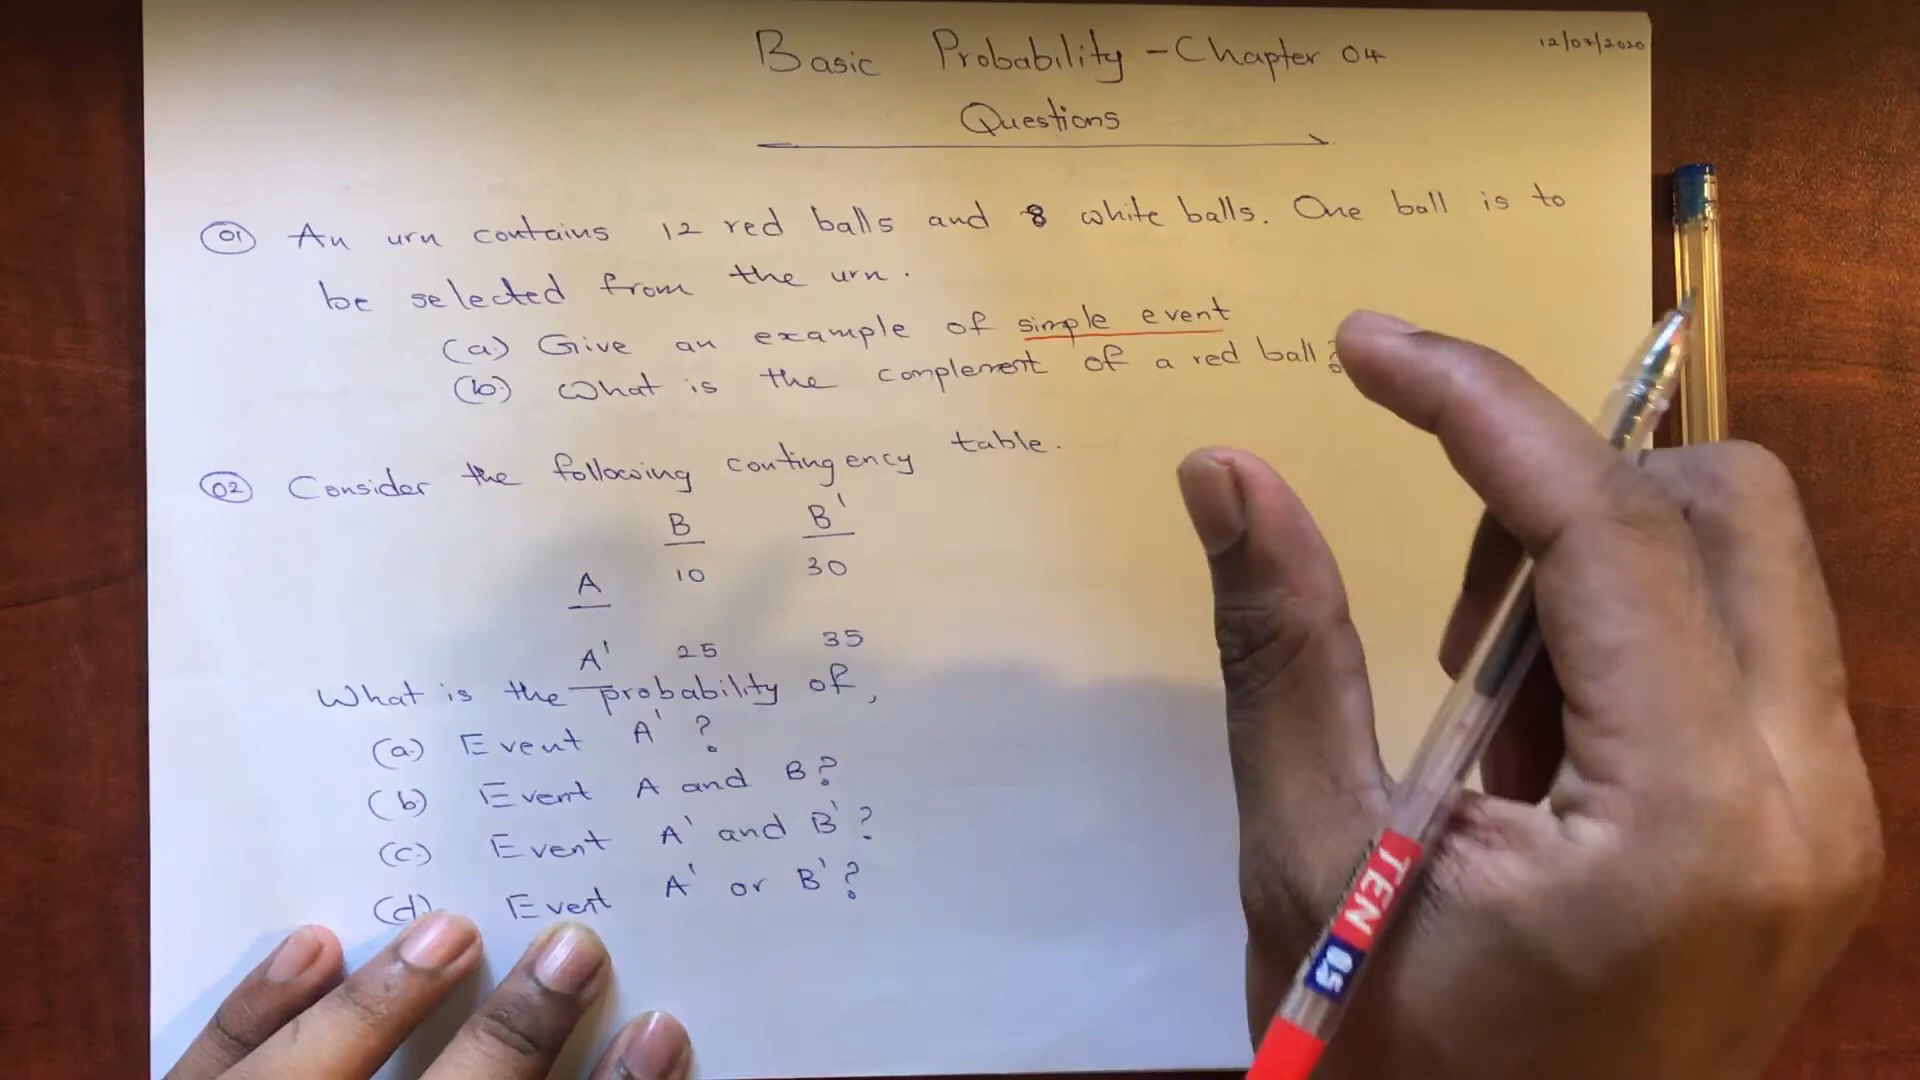 Basic Probability - Chapter 04
Questions
01 An urn contains 12 red balls and 8 white balls. One ball is to
be selected from the urn.
(a) Give an example of simple event
(b) What is the complement of a red ball?
02 Consider the following contingency table.
B B'
A 10 30
A' 25 35
What is the probability of,
(a) Event A' ?
(b) Event A and B?
(c) Event A' and B'?
(d) Event A' or B'?
TEN 05